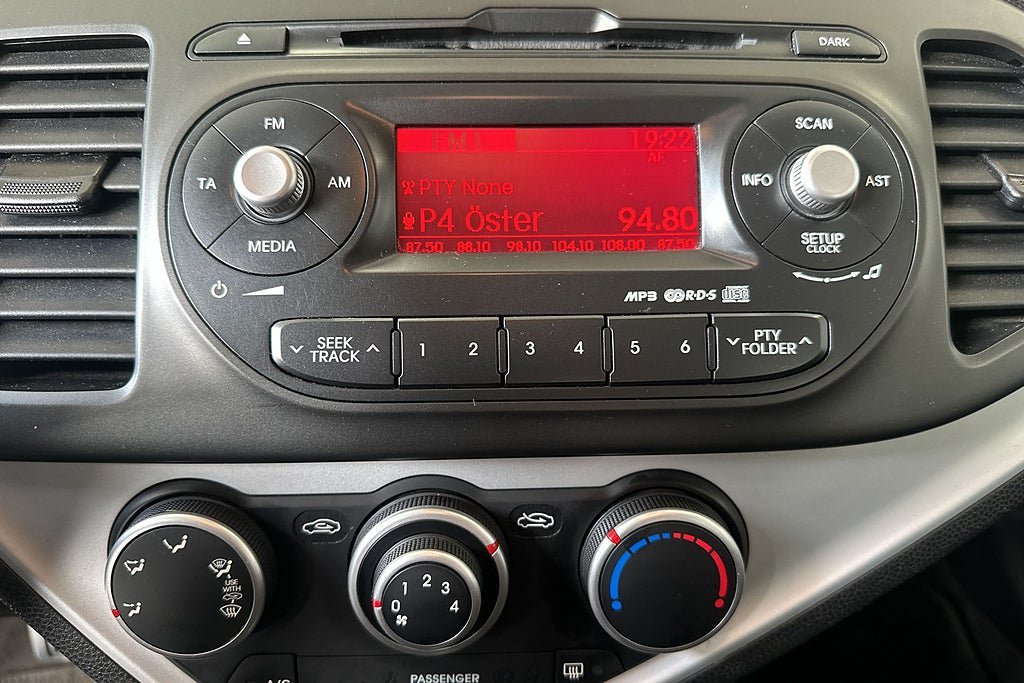 DARK
FM
TA
AM
MEDIA
FM1 19:22
AF
PTY None
P4 Öster 94.80
87.50 88.10 98.10 104.10 108.00 87.50
SCAN
INFO
AST
SETUP
CLOCK
MP3 R·D·S DISC
SEEK
TRACK
1 2 3 4 5 6
PTY
FOLDER
USE
WITH
0 1 2 3 4
A/C
PASSENGER